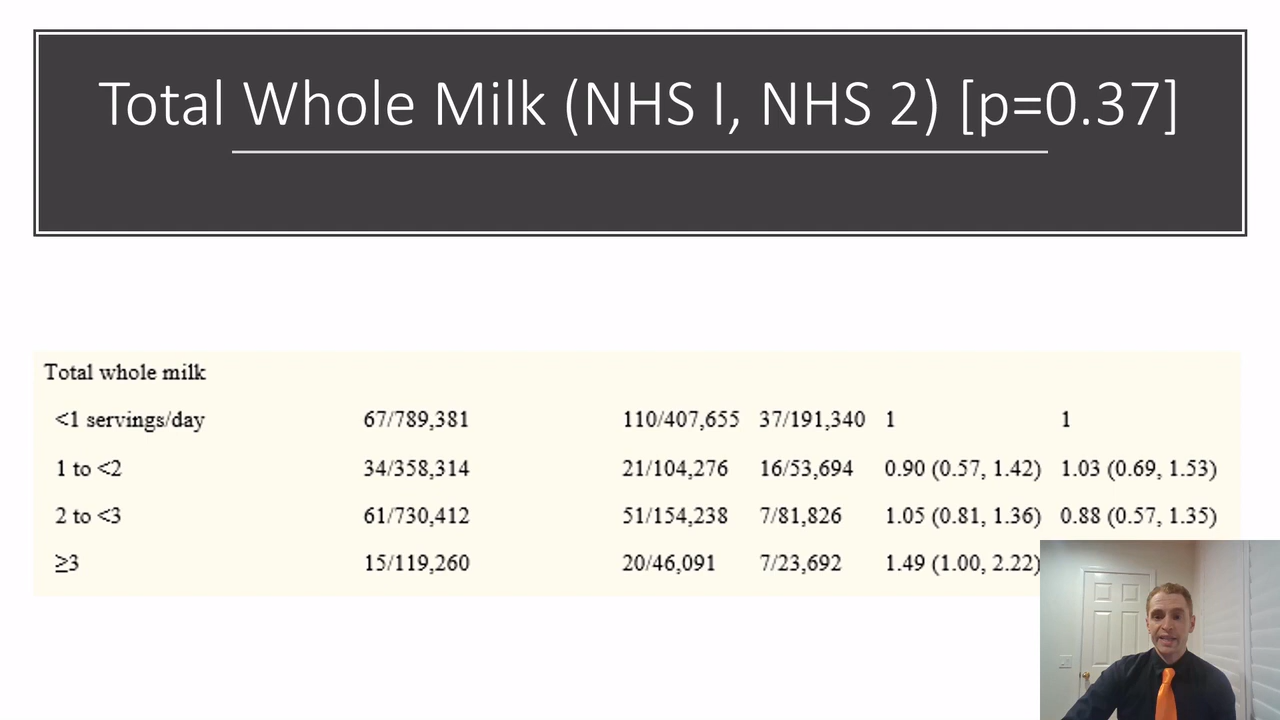 Total Whole Milk (NHS I, NHS 2) [p=0.37]
Total whole milk
<1 servings/day 67/789,381 110/407,655 37/191,340 1 1
1 to <2 34/358,314 21/104,276 16/53,694 0.90 (0.57, 1.42) 1.03 (0.69, 1.53)
2 to <3 61/730,412 51/154,238 7/81,826 1.05 (0.81, 1.36) 0.88 (0.57, 1.35)
≥3 15/119,260 20/46,091 7/23,692 1.49 (1.00, 2.22)